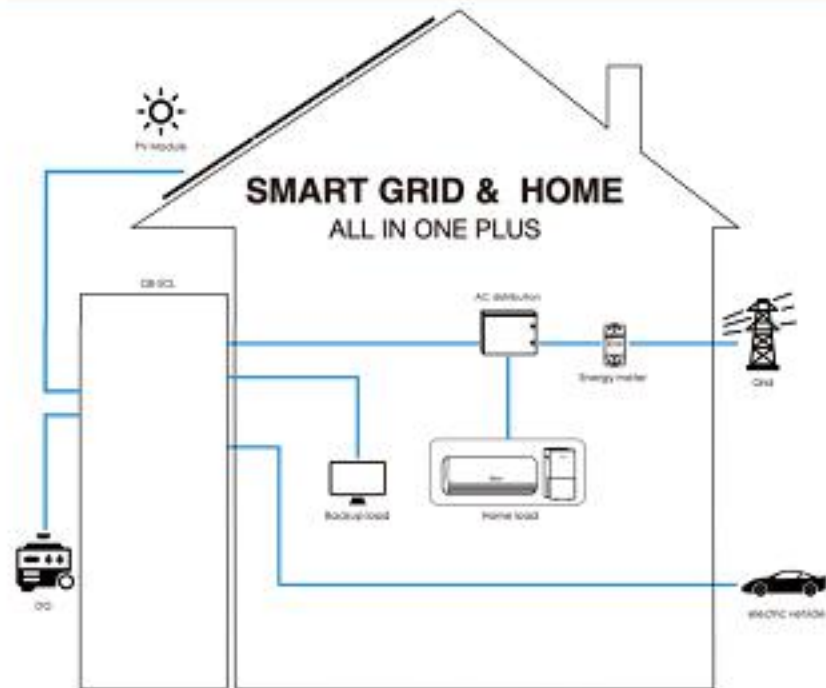 PV Module
SMART GRID & HOME
ALL IN ONE PLUS
AC distribution
Energy meter
Grid
Backup load
Home load
DG
electric vehicle